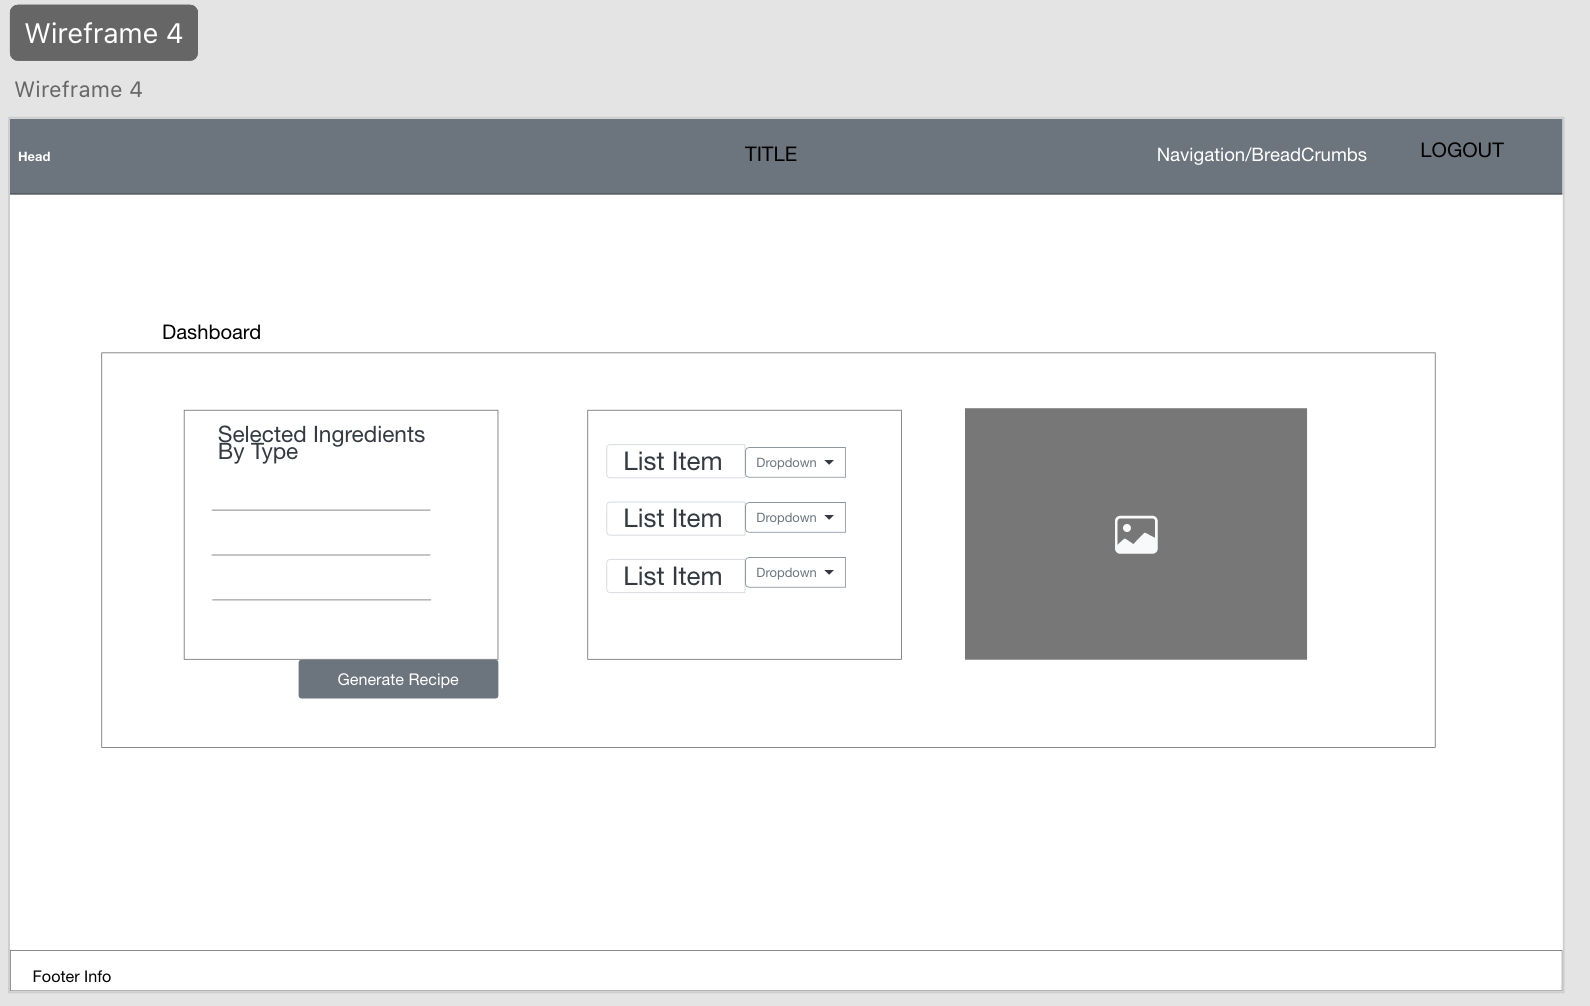 Wireframe 4
Wireframe 4
Head
TITLE
Navigation/BreadCrumbs
LOGOUT
Dashboard
Selected Ingredients
By Type
Generate Recipe
List Item
Dropdown
List Item
Dropdown
List Item
Dropdown
Footer Info